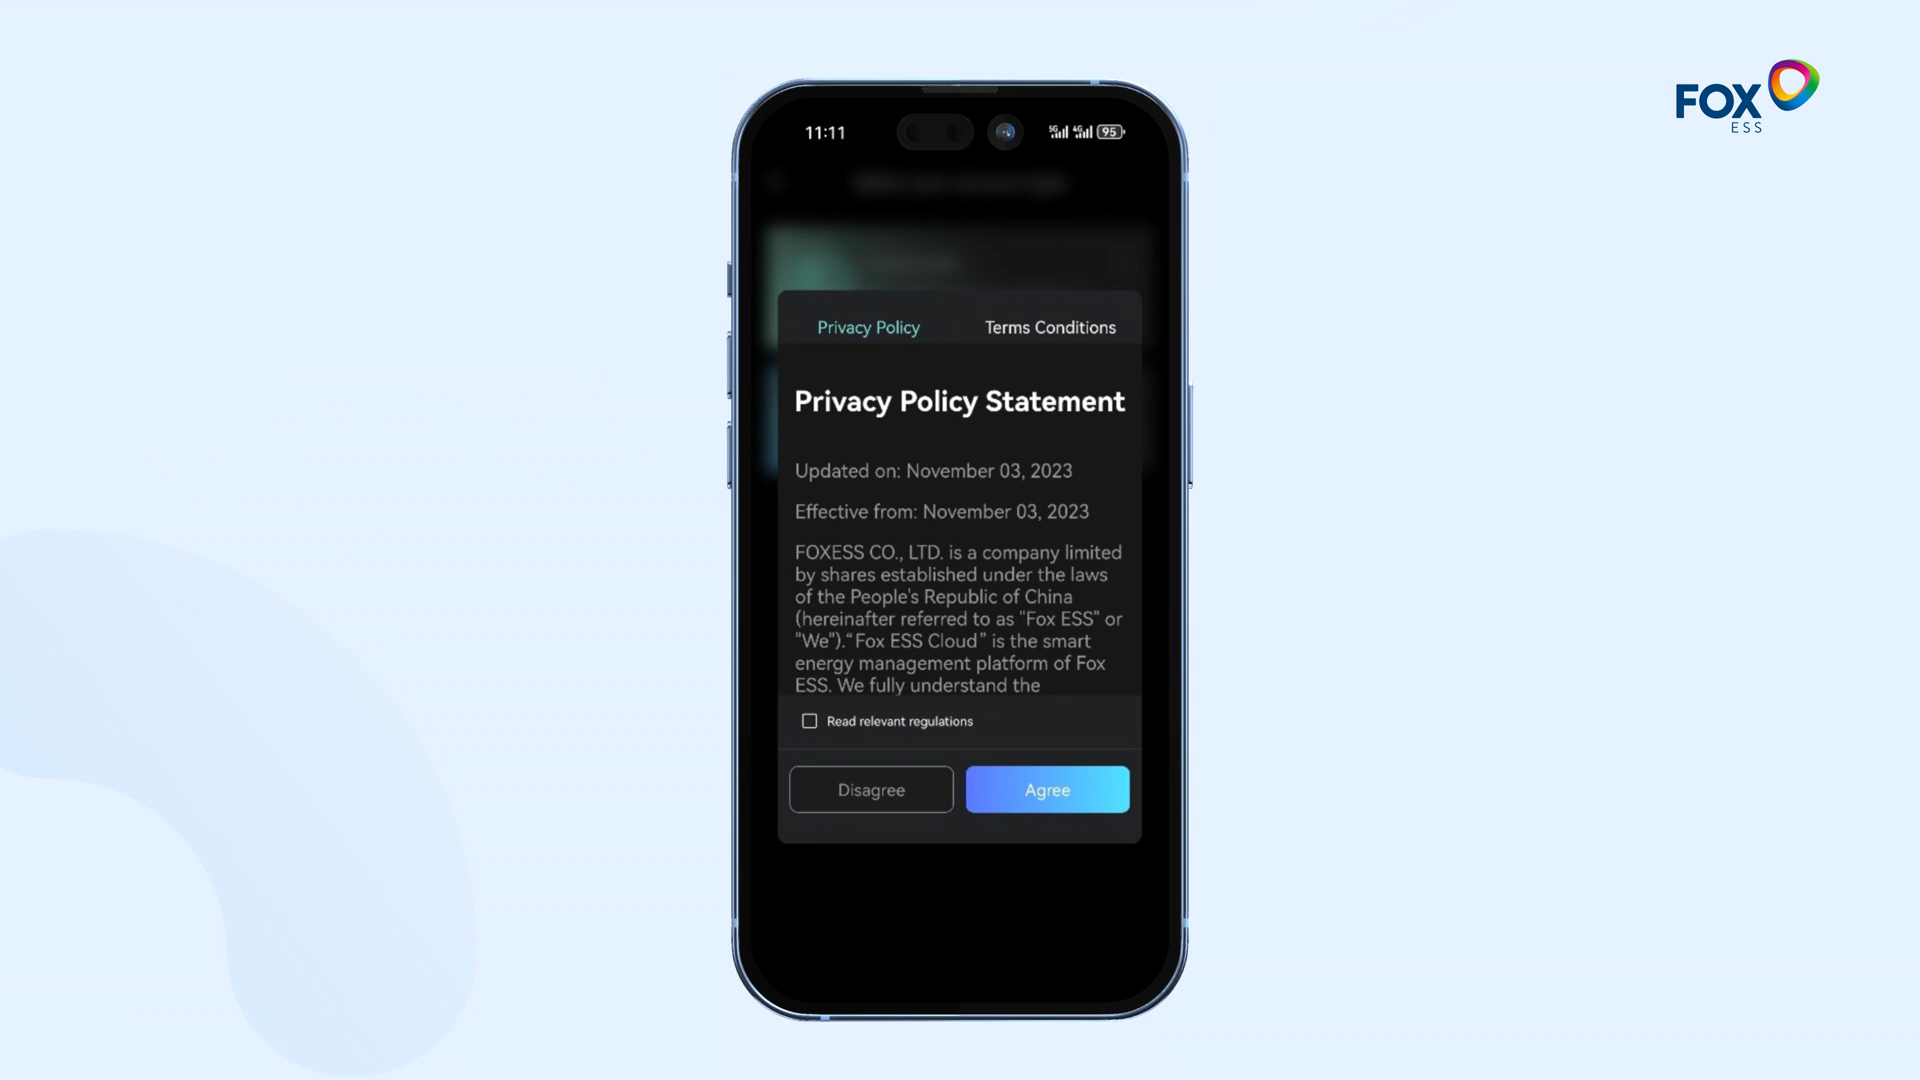 FOX
ESS
11:11
5G 4G 95
Privacy Policy Terms Conditions
Privacy Policy Statement
Updated on: November 03, 2023
Effective from: November 03, 2023
FOXESS CO., LTD. is a company limited
by shares established under the laws
of the People's Republic of China
(hereinafter referred to as "Fox ESS" or
"We").“Fox ESS Cloud” is the smart
energy management platform of Fox
ESS. We fully understand the
Read relevant regulations
Disagree Agree